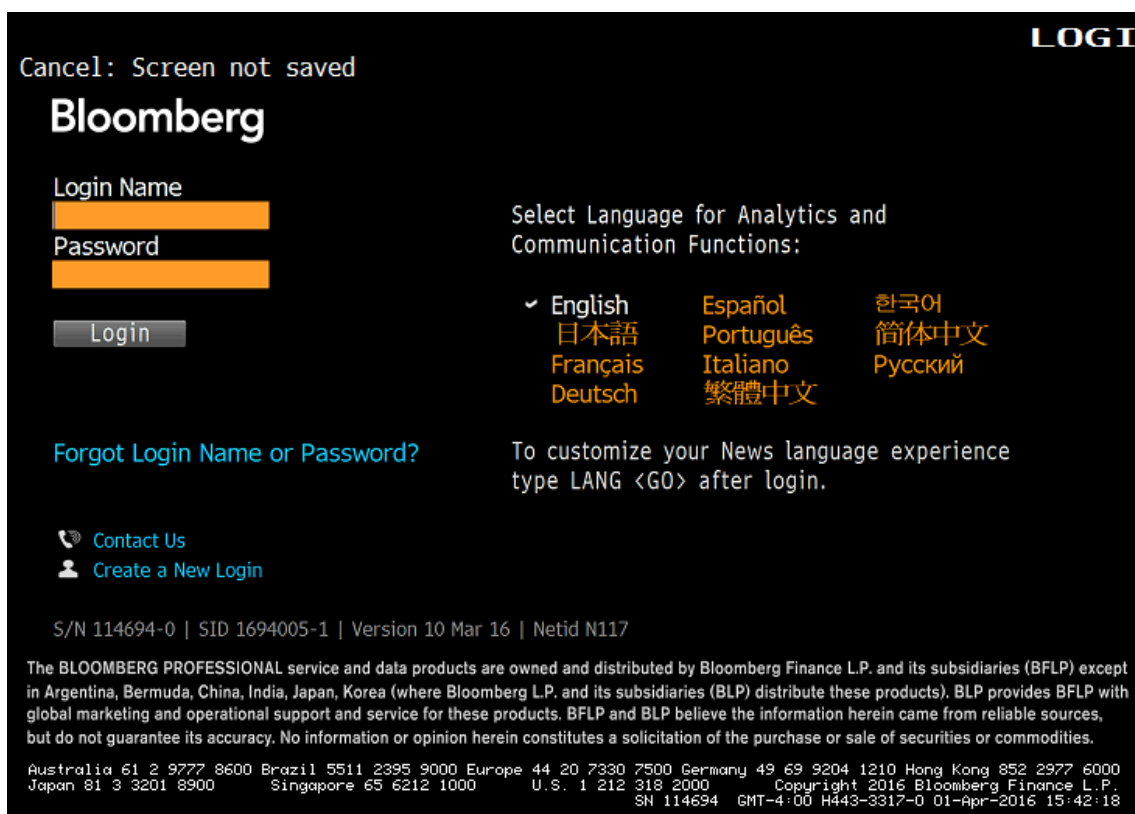 LOGI
Cancel: Screen not saved
Bloomberg
Login Name
Password
Login
Select Language for Analytics and
Communication Functions:
✓ English Español 한국어
日本語 Português 简体中文
Français Italiano Русский
Deutsch 繁體中文
Forgot Login Name or Password?
To customize your News language experience
type LANG <GO> after login.
Contact Us
Create a New Login
S/N 114694-0 | SID 1694005-1 | Version 10 Mar 16 | Netid N117
The BLOOMBERG PROFESSIONAL service and data products are owned and distributed by Bloomberg Finance L.P. and its subsidiaries (BFLP) except
in Argentina, Bermuda, China, India, Japan, Korea (where Bloomberg L.P. and its subsidiaries (BLP) distribute these products). BLP provides BFLP with
global marketing and operational support and service for these products. BFLP and BLP believe the information herein came from reliable sources,
but do not guarantee its accuracy. No information or opinion herein constitutes a solicitation of the purchase or sale of securities or commodities.
Australia 61 2 9777 8600 Brazil 5511 2395 9000 Europe 44 20 7330 7500 Germany 49 69 9204 1210 Hong Kong 852 2977 6000
Japan 81 3 3201 8900 Singapore 65 6212 1000 U.S. 1 212 318 2000 Copyright 2016 Bloomberg Finance L.P.
SN 114694 GMT-4:00 H443-3317-0 01-Apr-2016 15:42:18